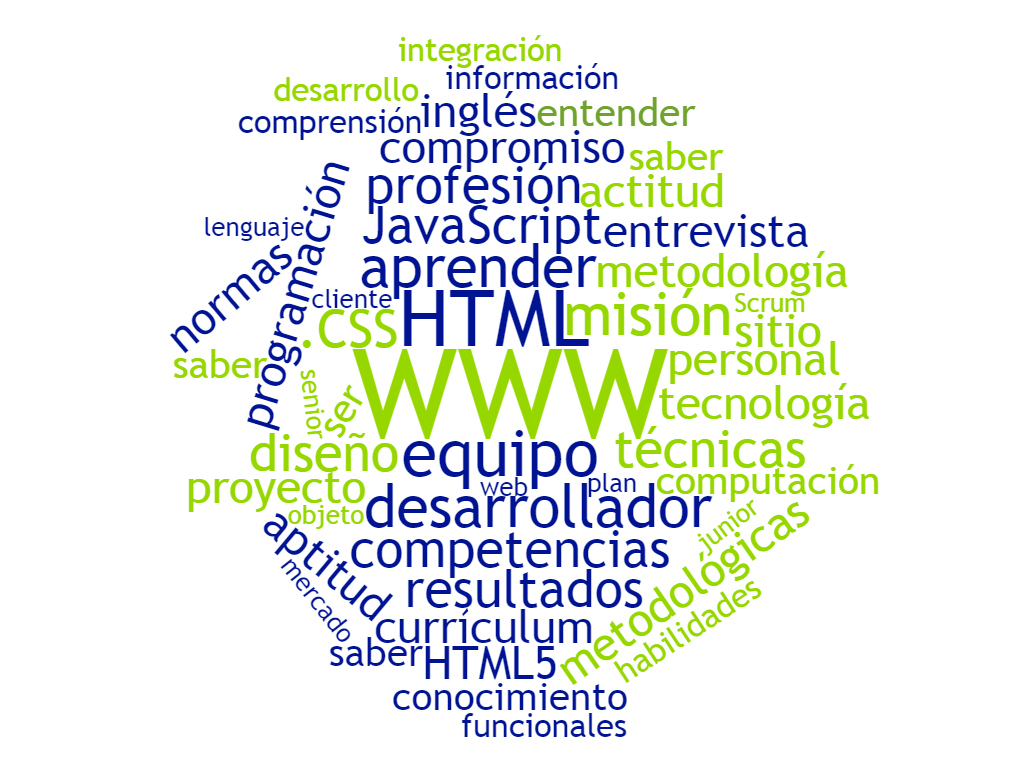 integración
información
desarrollo
inglés
entender
comprensión
compromiso
saber
profesión
actitud
lenguaje
JavaScript
entrevista
programación
normas
aprender
metodología
cliente
.CSS
HTML
misión
Scrum
sitio
saber
senior
ser
WWW
personal
tecnología
diseño
equipo
técnicas
proyecto
web
plan
computación
objeto
desarrollador
junior
aptitud
competencias
metodológicas
mercado
resultados
habilidades
currículum
saber
HTML5
conocimiento
funcionales